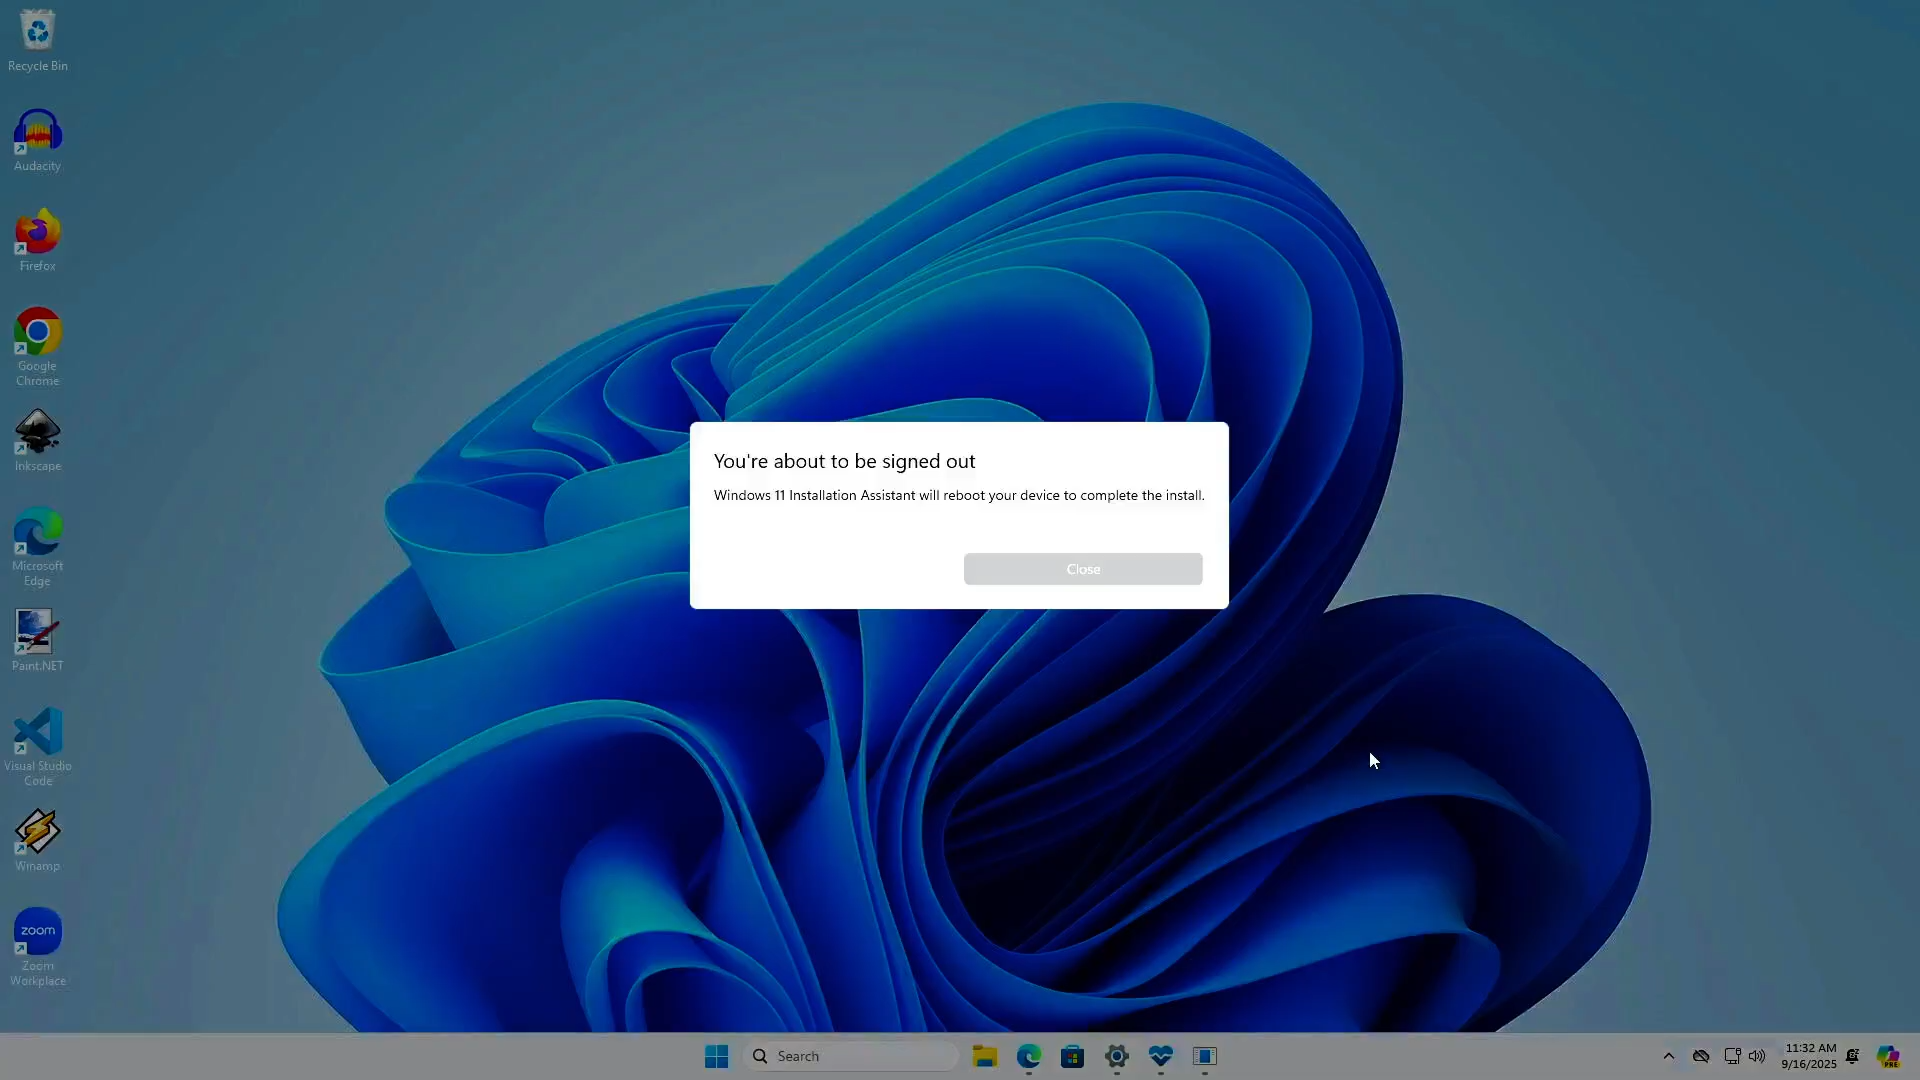 Recycle Bin
Audacity
Firefox
Google
Chrome
Inkscape
Microsoft
Edge
Paint.NET
Visual Studio
Code
Winamp
zoom
Zoom
Workplace
You're about to be signed out
Windows 11 Installation Assistant will reboot your device to complete the install.
Close
Search
11:32 AM
9/16/2025
PRE